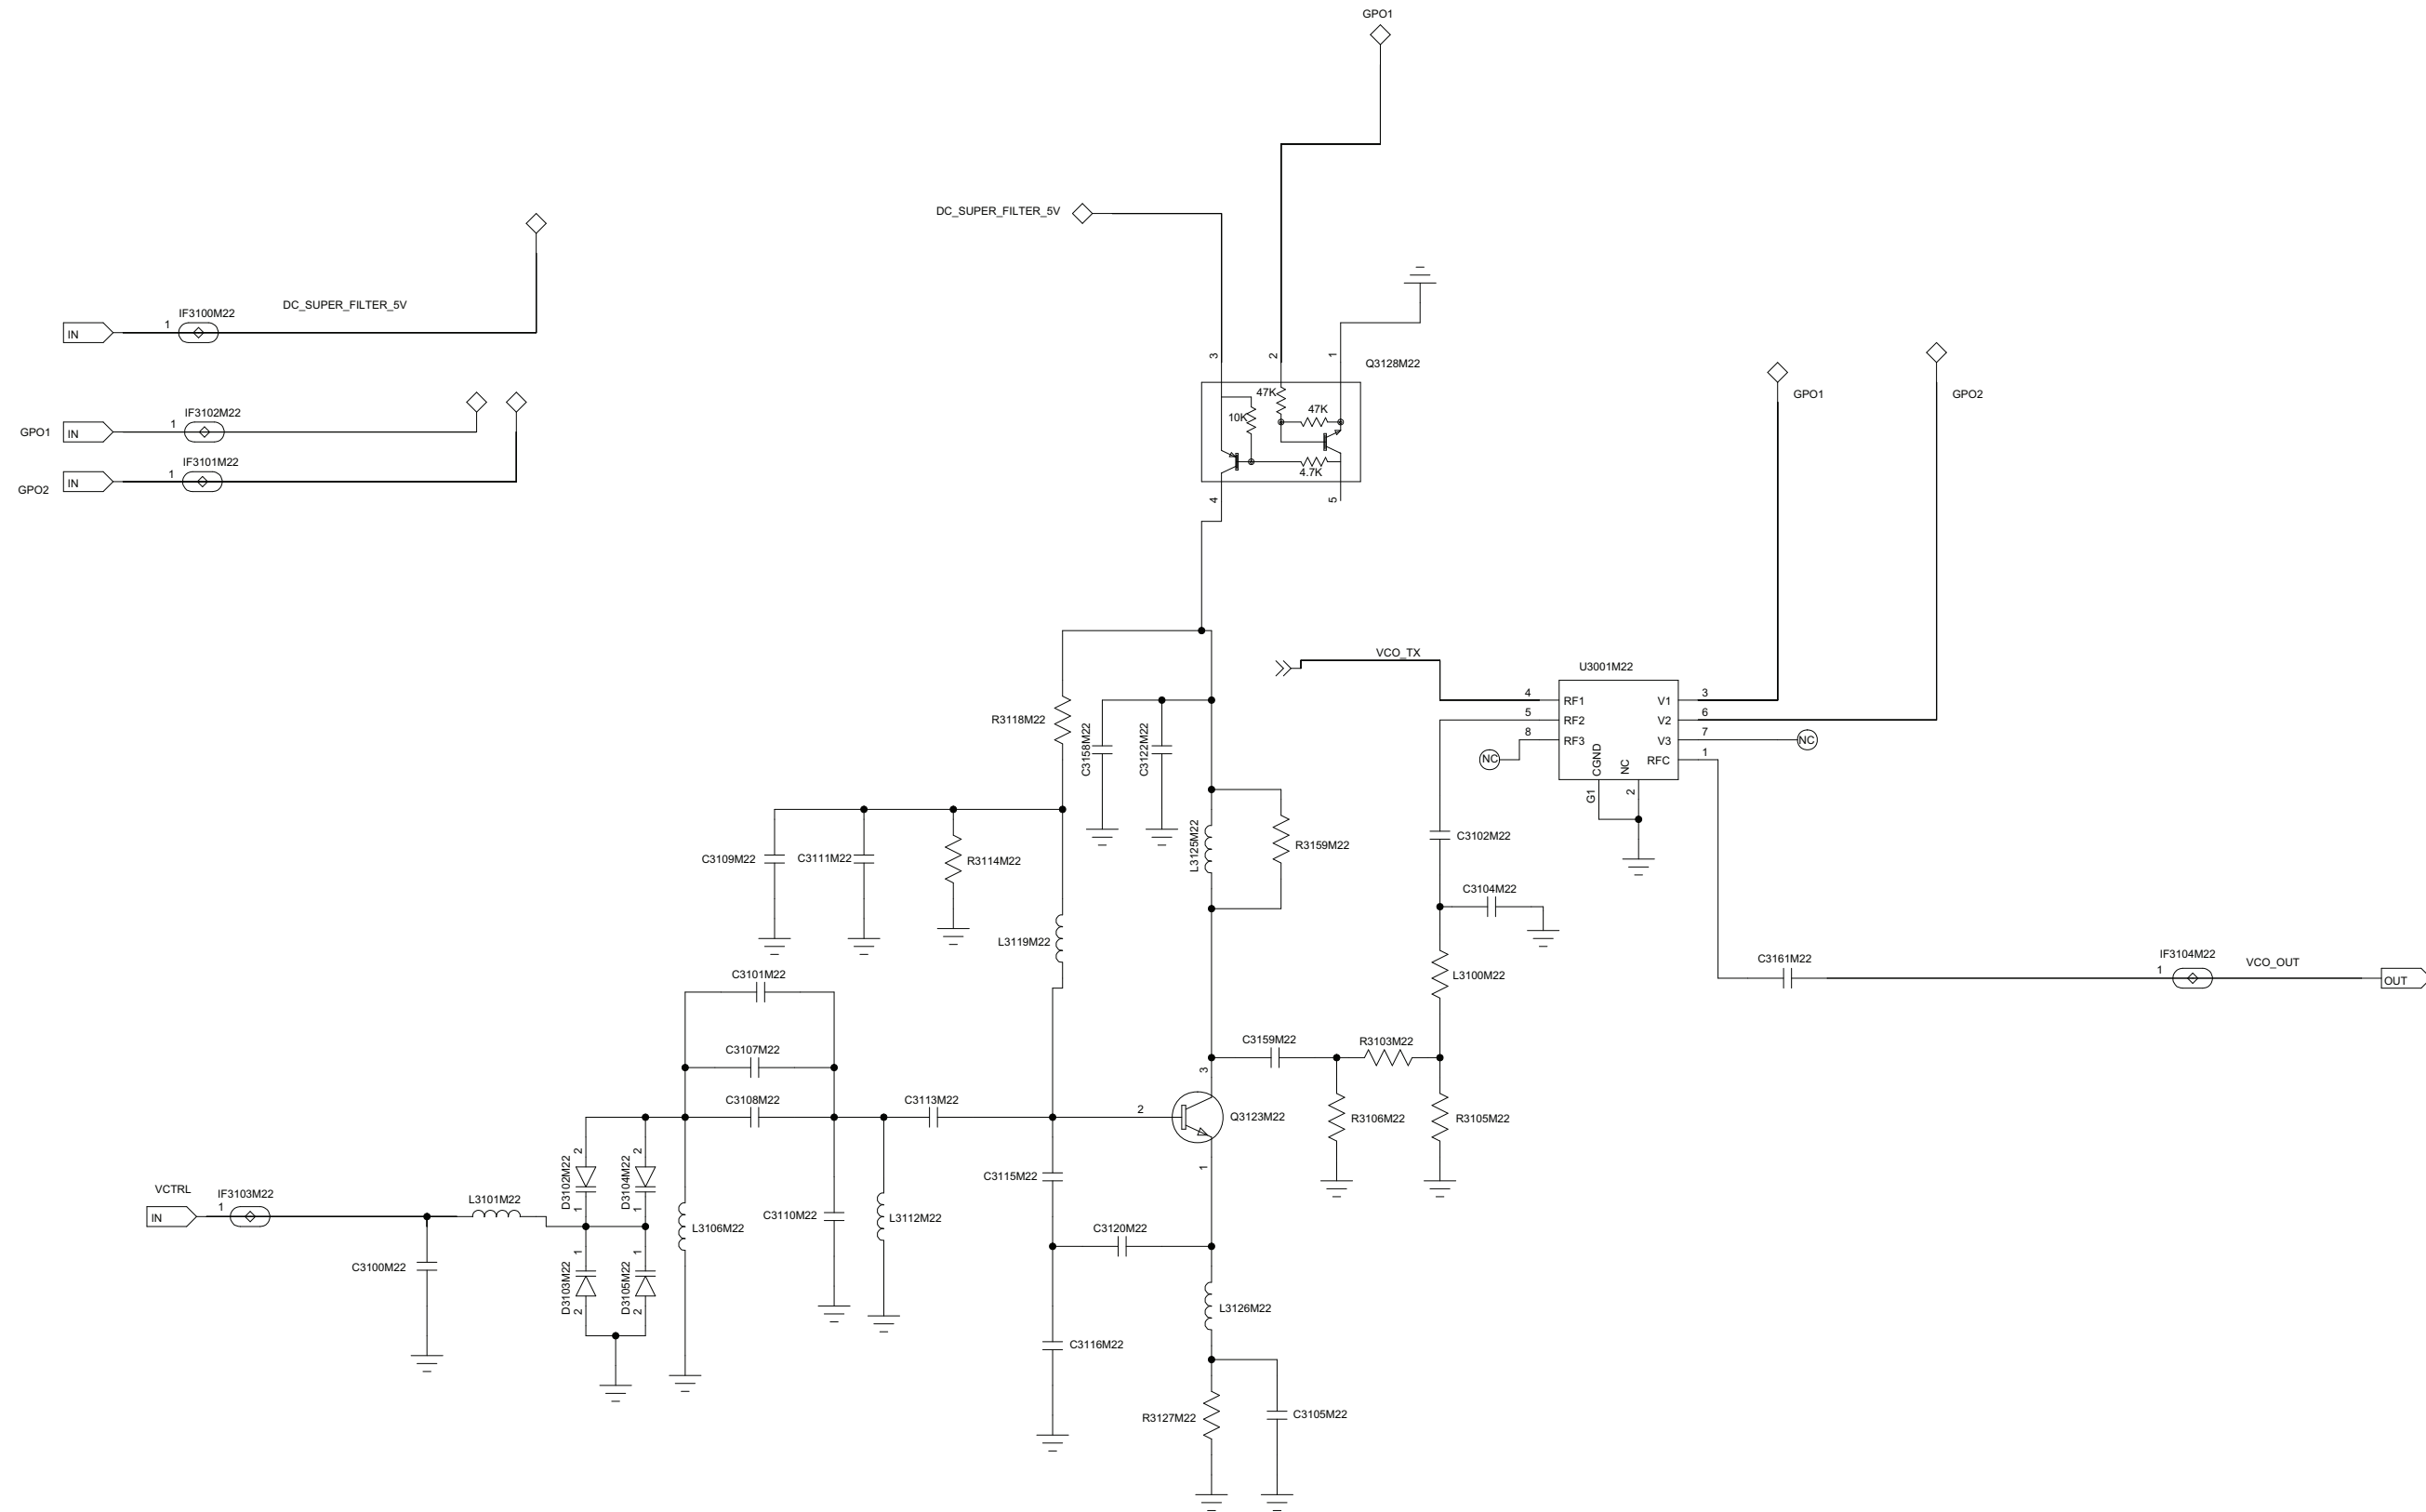 GPO1
DC_SUPER_FILTER_5V
DC_SUPER_FILTER_5V
IF3100M22
1
IN
3
2
1
Q3128M22
47K
10K
47K
4.7K
4
5
GPO1
GPO2
IF3102M22
GPO1
IN
1
IF3101M22
GPO2
IN
1
VCO_TX
U3001M22
4
RF1
V1
3
5
RF2
V2
6
8
RF3
V3
7
NC
NC
RFC
1
CGND
NC
G1
2
R3118M22
C3158M22
C3122M22
L3125M22
R3159M22
C3102M22
C3109M22
C3111M22
R3114M22
C3104M22
L3119M22
L3100M22
C3161M22
IF3104M22
1
VCO_OUT
OUT
C3101M22
C3107M22
C3108M22
C3113M22
C3159M22
R3103M22
3
2
Q3123M22
1
R3106M22
R3105M22
2
2
D3102M22
D3104M22
1
1
VCTRL
IN
IF3103M22
1
L3101M22
C3100M22
1
1
D3103M22
D3105M22
2
2
L3106M22
C3110M22
L3112M22
C3115M22
C3120M22
L3126M22
C3116M22
R3127M22
C3105M22